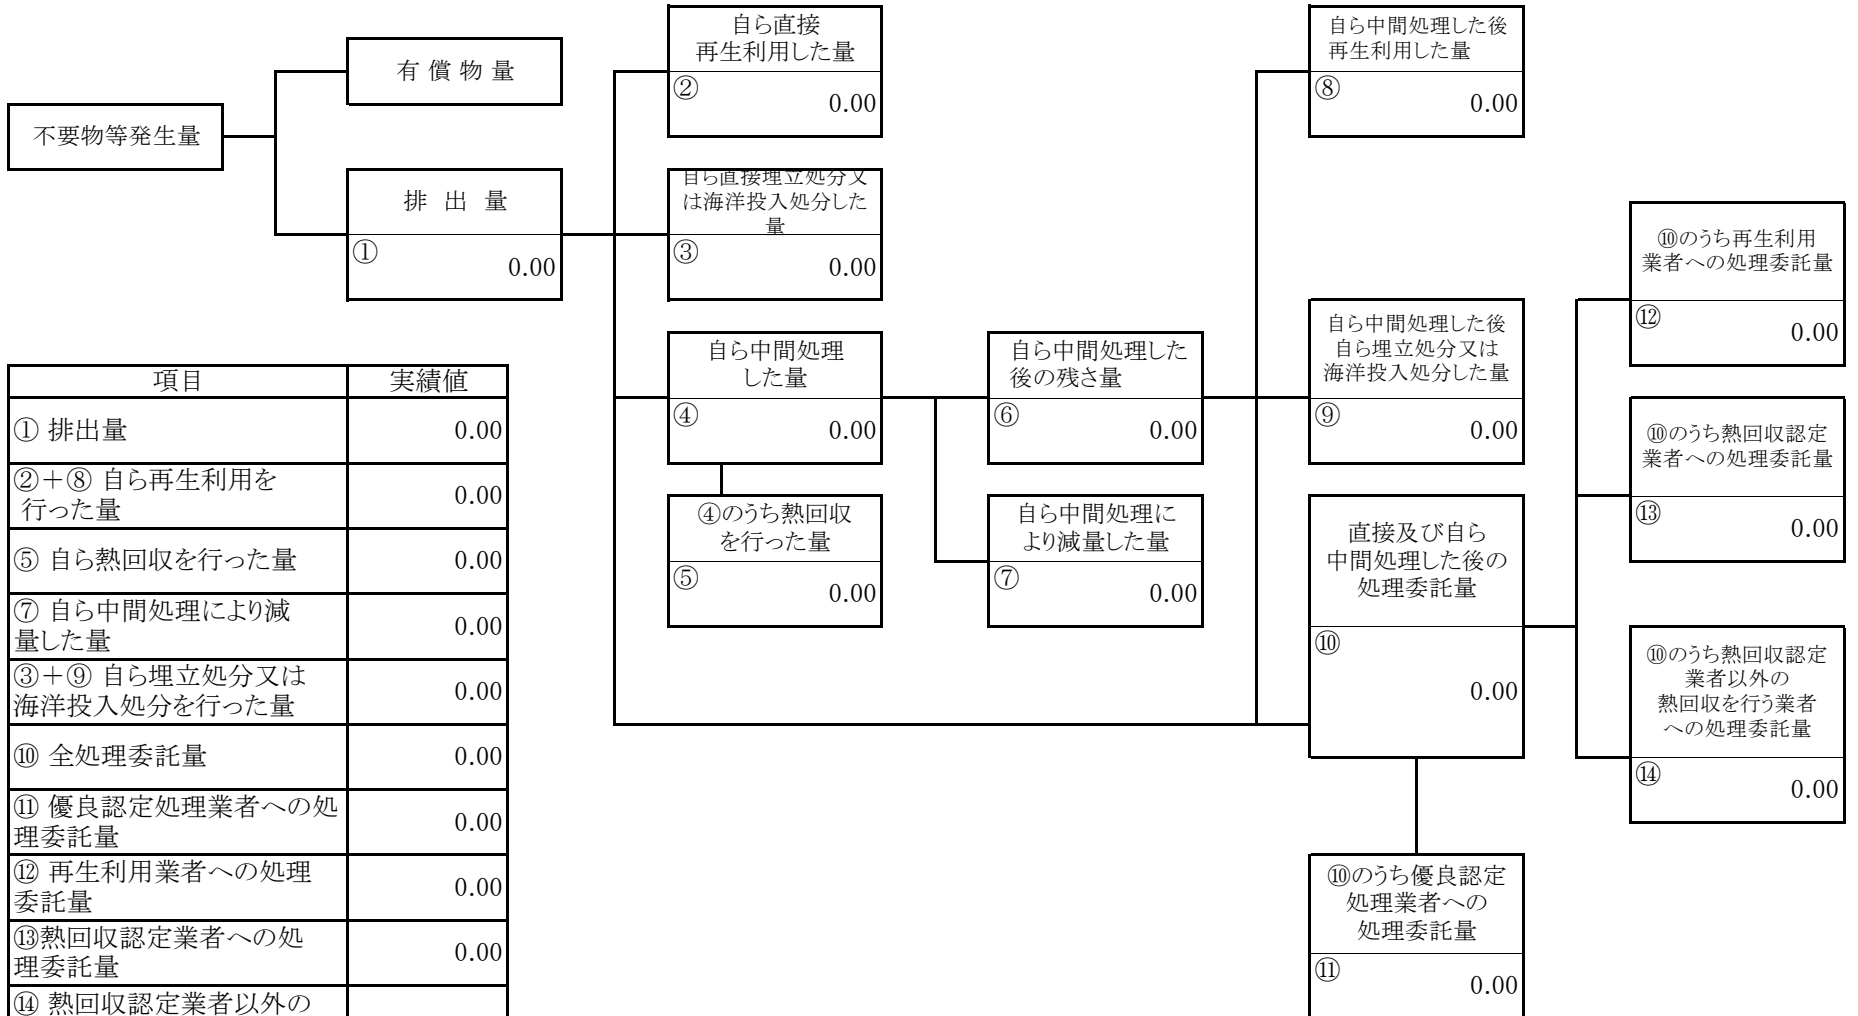 不要物等発生量
有 償 物 量
排 出 量
①
0.00
自ら直接
再生利用した量
②
0.00
自ら直接埋立処分又
は海洋投入処分した
量
③
0.00
自ら中間処理
した量
④
0.00
④のうち熱回収
を行った量
⑤
0.00
自ら中間処理した
後の残さ量
⑥
0.00
自ら中間処理に
より減量した量
⑦
0.00
自ら中間処理した後
再生利用した量
⑧
0.00
自ら中間処理した後
自ら埋立処分又は
海洋投入処分した量
⑨
0.00
直接及び自ら
中間処理した後の
処理委託量
⑩
0.00
⑩のうち優良認定
処理業者への
処理委託量
⑪
0.00
⑩のうち再生利用
業者への処理委託量
⑫
0.00
⑩のうち熱回収認定
業者への処理委託量
⑬
0.00
⑩のうち熱回収認定
業者以外の
熱回収を行う業者
への処理委託量
⑭
0.00
項目 実績値
① 排出量 0.00
②＋⑧ 自ら再生利用を
行った量 0.00
⑤ 自ら熱回収を行った量 0.00
⑦ 自ら中間処理により減
量した量 0.00
③＋⑨ 自ら埋立処分又は
海洋投入処分を行った量 0.00
⑩ 全処理委託量 0.00
⑪ 優良認定処理業者への処
理委託量 0.00
⑫ 再生利用業者への処理
委託量 0.00
⑬熱回収認定業者への処
理委託量 0.00
⑭ 熱回収認定業者以外の